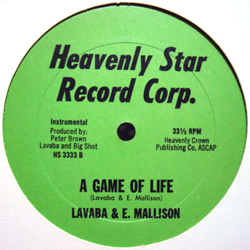 Heavenly Star
Record Corp.
Instrumental
Produced by:
Peter Brown
Lavaba and Big Shot
HS 3333 B
33⅓ RPM
Heavenly Crown
Publishing Co. ASCAP
A GAME OF LIFE
(Lavaba & E. Mallison)
LAVABA & E. MALLISON